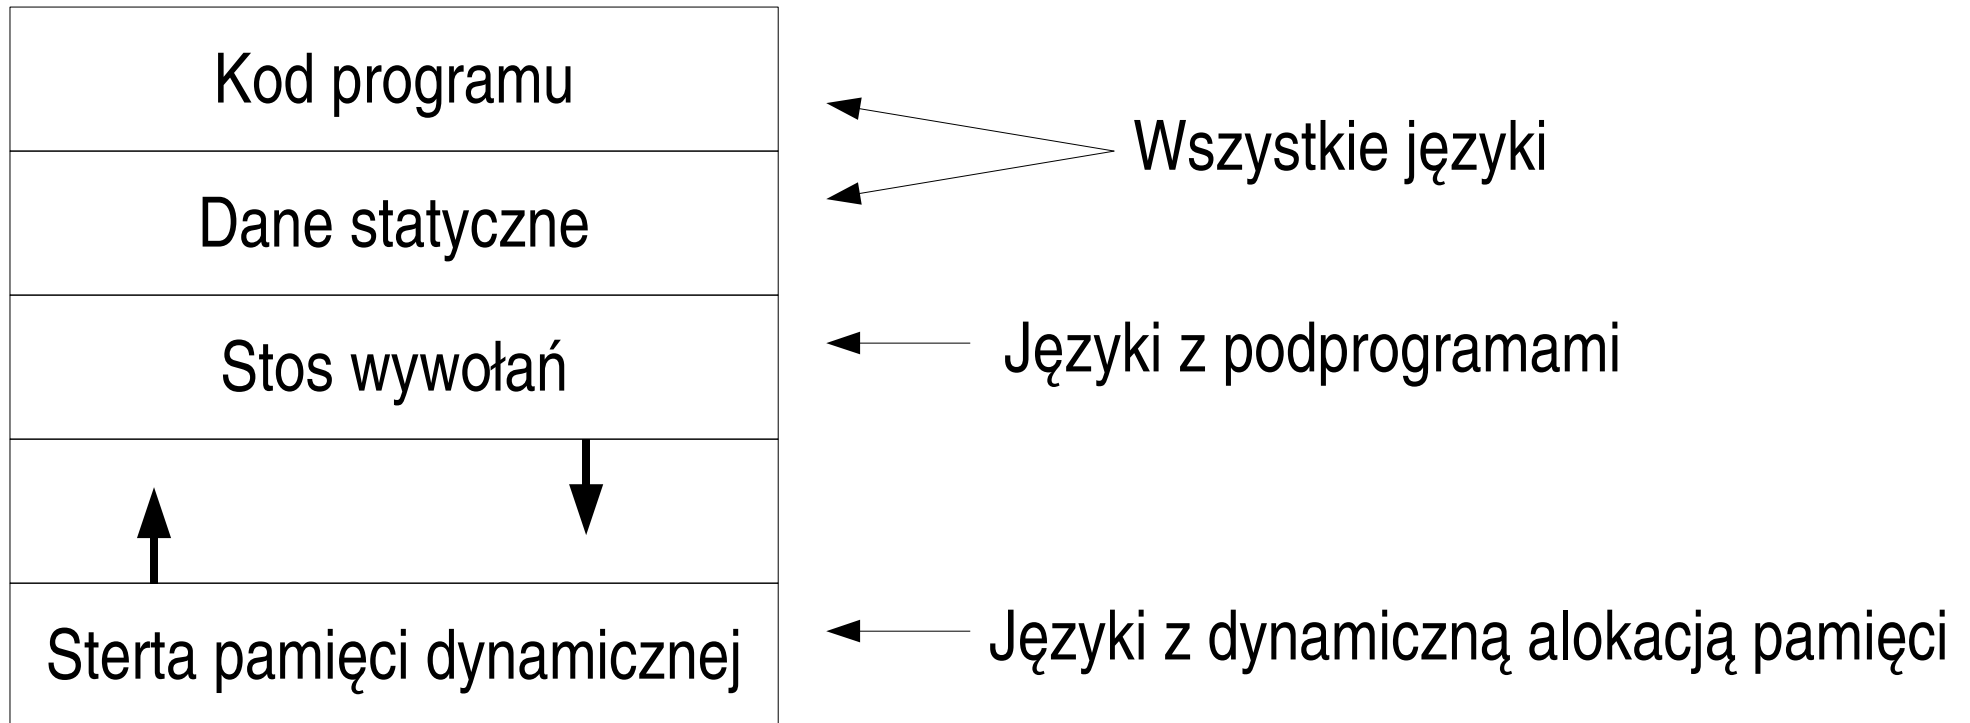 Kod programu
Wszystkie języki
Dane statyczne
Stos wywołań
Języki z podprogramami
Sterta pamięci dynamicznej
Języki z dynamiczną alokacją pamięci